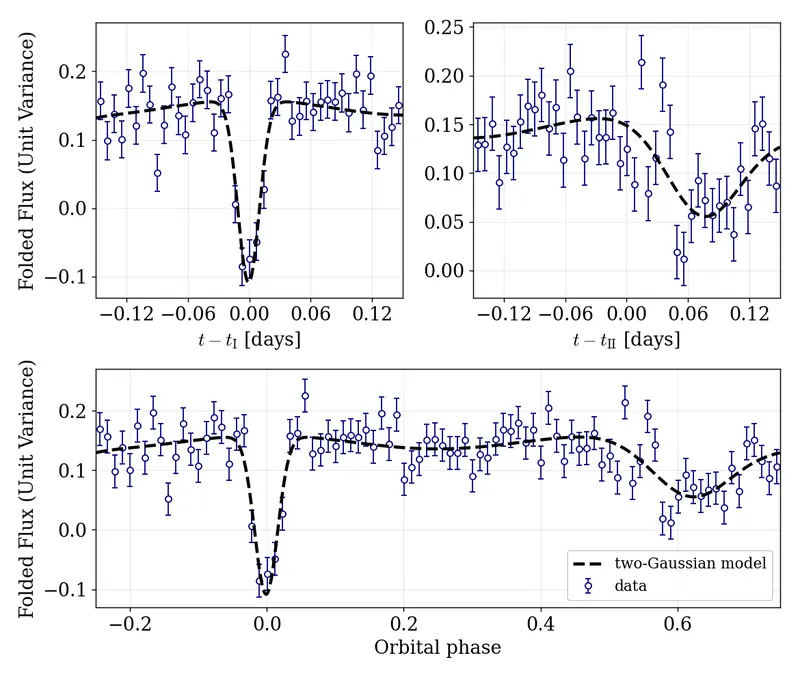 Folded Flux (Unit Variance)
0.2
0.1
0.0
−0.1
−0.12 −0.06 0.00 0.06 0.12
t − tI [days]
0.25
0.20
0.15
0.10
0.05
0.00
−0.12 −0.06 0.00 0.06 0.12
t − tII [days]
Folded Flux (Unit Variance)
0.2
0.1
0.0
−0.1
two-Gaussian model
data
−0.2 0.0 0.2 0.4 0.6
Orbital phase